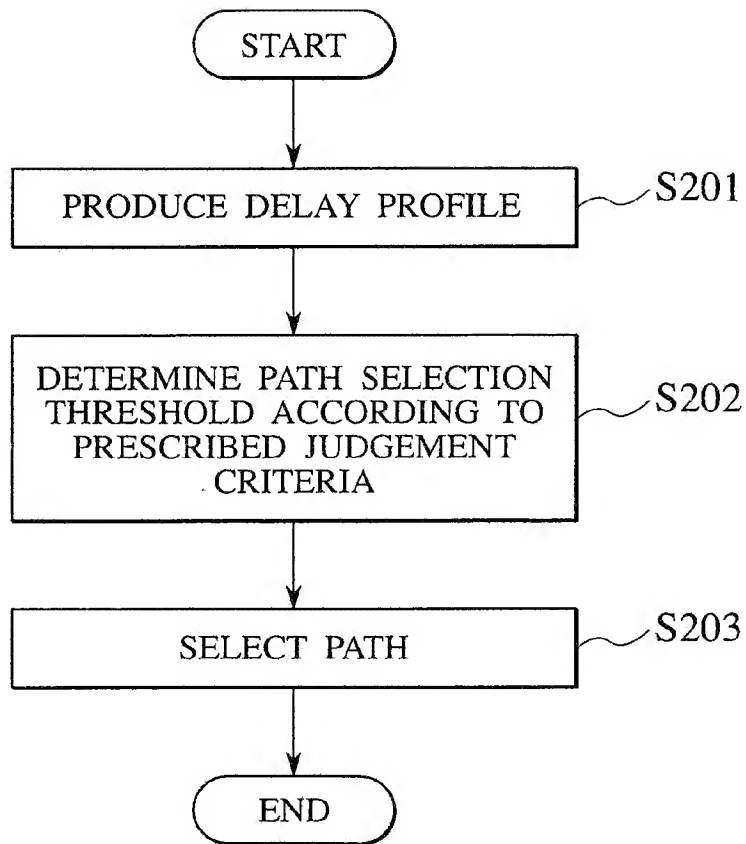 START
PRODUCE DELAY PROFILE
S201
DETERMINE PATH SELECTION
THRESHOLD ACCORDING TO
PRESCRIBED JUDGEMENT
CRITERIA
S202
SELECT PATH
S203
END